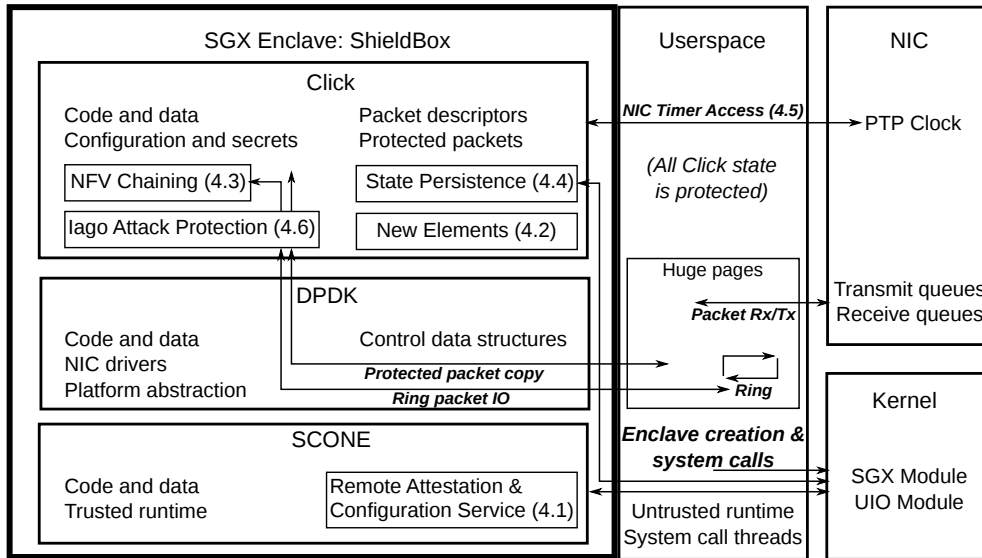 SGX Enclave: ShieldBox
Click
Code and data
Configuration and secrets
Packet descriptors
Protected packets
NFV Chaining (4.3)
State Persistence (4.4)
Iago Attack Protection (4.6)
New Elements (4.2)
DPDK
Code and data
NIC drivers
Platform abstraction
Control data structures
Protected packet copy
Ring packet IO
SCONE
Code and data
Trusted runtime
Remote Attestation &
Configuration Service (4.1)
Userspace
NIC Timer Access (4.5)
(All Click state
is protected)
Huge pages
Packet Rx/Tx
Ring
Enclave creation &
system calls
Untrusted runtime
System call threads
NIC
PTP Clock
Transmit queues
Receive queues
Kernel
SGX Module
UIO Module